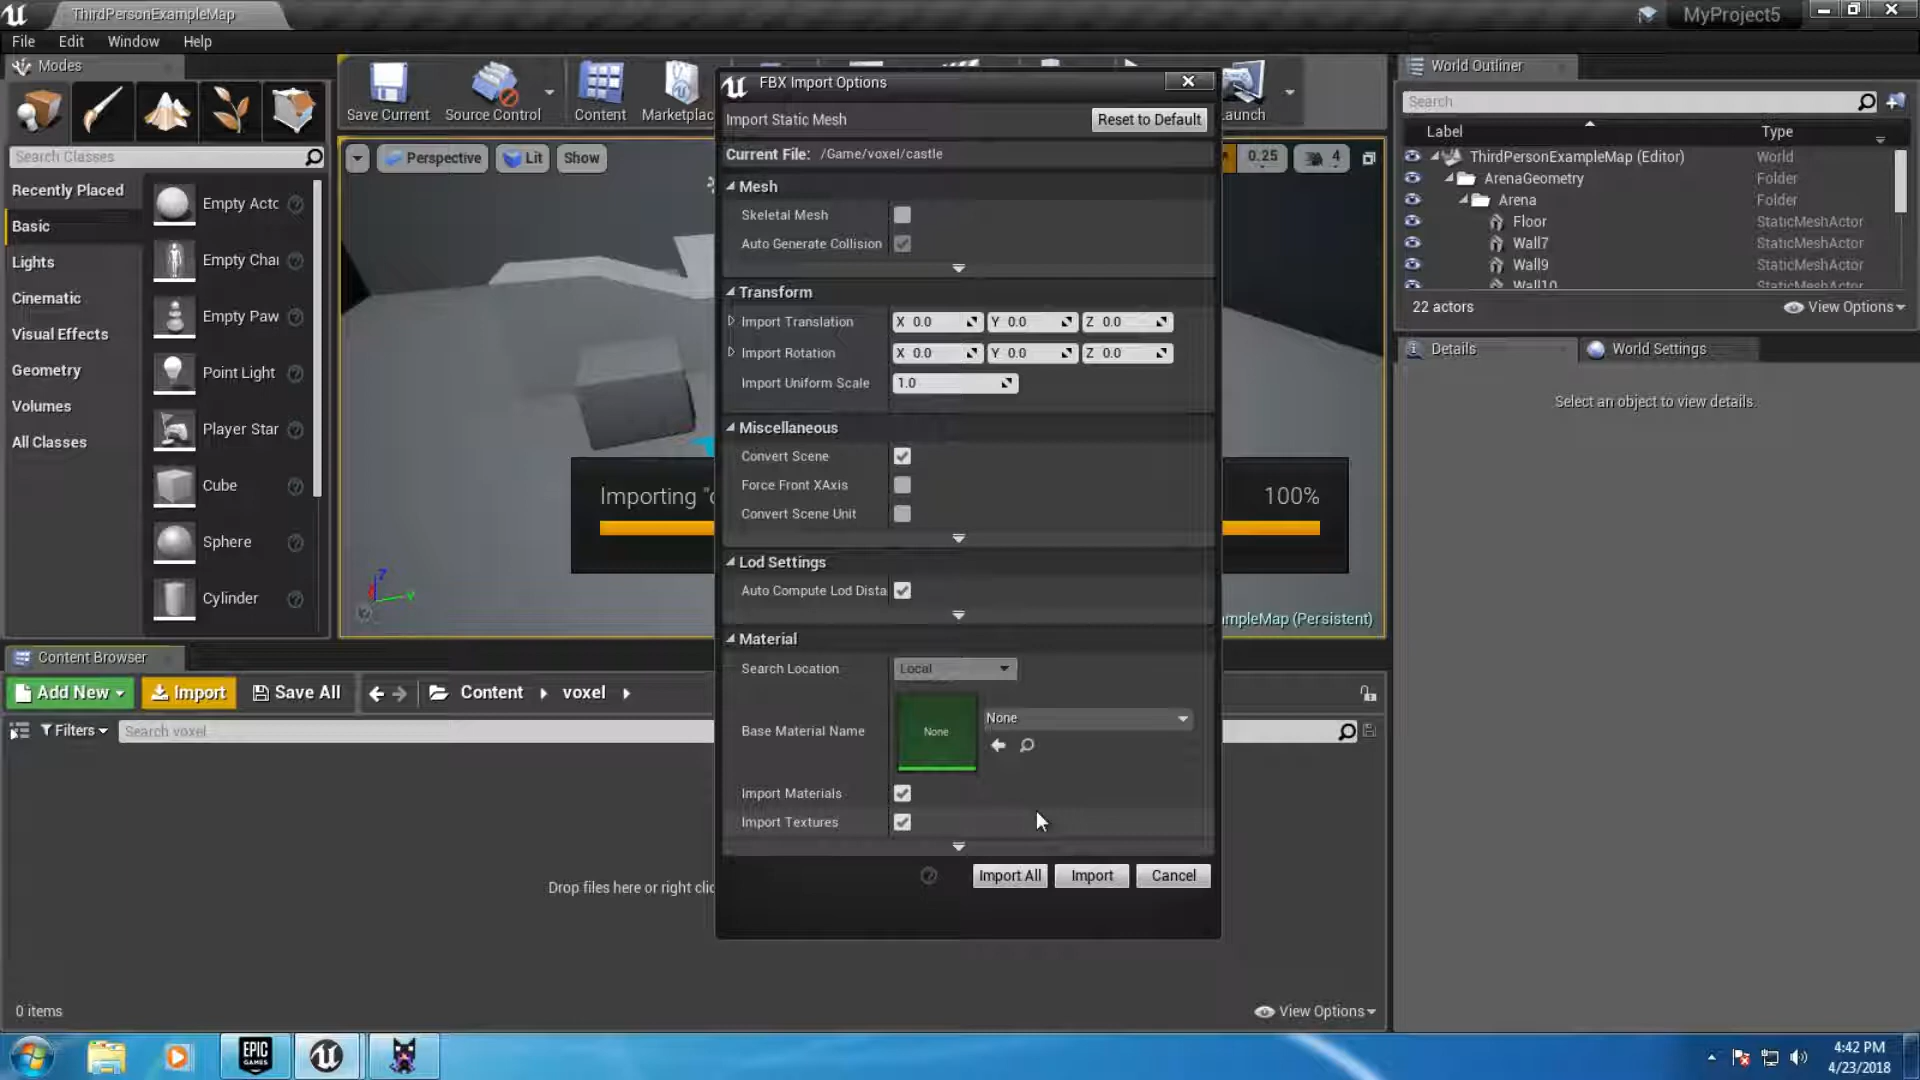 ThirdPersonExampleMap
MyProject5
File Edit Window Help
Modes
Search Classes
Recently Placed
Basic
Lights
Cinematic
Visual Effects
Geometry
Volumes
All Classes
Empty Acto
Empty Char
Empty Paw
Point Light
Player Star
Cube
Sphere
Cylinder
Save Current
Source Control
Content
Marketplac
aunch
Perspective
Lit
Show
0.25
4
Importing "c
100%
mpleMap (Persistent)
FBX Import Options
Import Static Mesh
Reset to Default
Current File: /Game/voxel/castle
Mesh
Skeletal Mesh
Auto Generate Collision
Transform
Import Translation X 0.0 Y 0.0 Z 0.0
Import Rotation X 0.0 Y 0.0 Z 0.0
Import Uniform Scale 1.0
Miscellaneous
Convert Scene
Force Front XAxis
Convert Scene Unit
Lod Settings
Auto Compute Lod Dista
Material
Search Location Local
Base Material Name None None
Import Materials
Import Textures
Import All Import Cancel
World Outliner
Search
Label Type
ThirdPersonExampleMap (Editor) World
ArenaGeometry Folder
Arena Folder
Floor StaticMeshActor
Wall7 StaticMeshActor
Wall9 StaticMeshActor
Wall10 StaticMeshActor
22 actors View Options
Details World Settings
Select an object to view details.
Content Browser
Add New Import Save All Content voxel
Filters Search voxel
Drop files here or right clic
0 items View Options
EPIC
GAMES
4:42 PM
4/23/2018